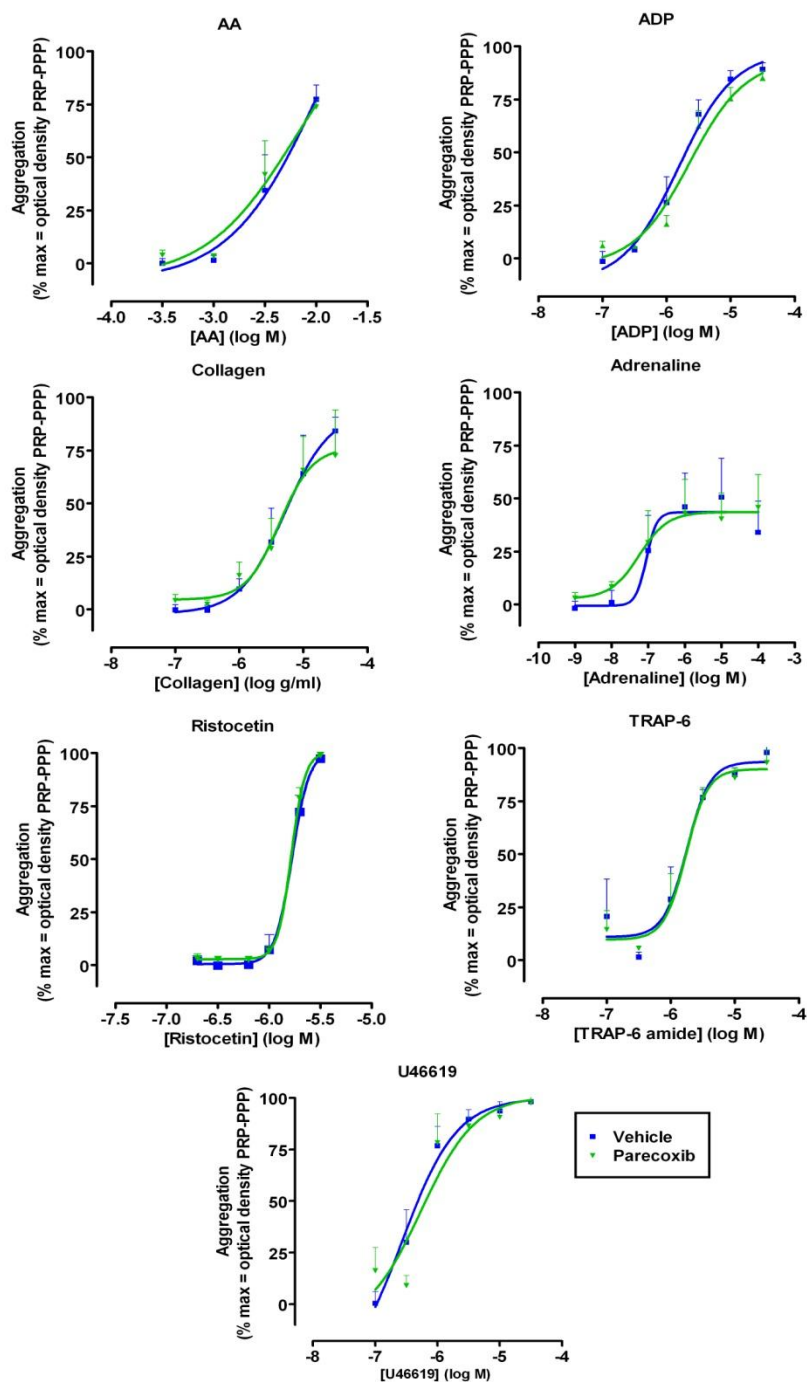 AA
Aggregation
(% max = optical density PRP-PPP)
100
75
50
25
0
-4.0 -3.5 -3.0 -2.5 -2.0 -1.5
[AA] (log M)
ADP
Aggregation
(% max = optical density PRP-PPP)
100
75
50
25
0
-8 -7 -6 -5 -4
[ADP] (log M)
Collagen
Aggregation
(% max = optical density PRP-PPP)
100
75
50
25
0
-8 -7 -6 -5 -4
[Collagen] (log g/ml)
Adrenaline
Aggregation
(% max = optical density PRP-PPP)
100
75
50
25
0
-10 -9 -8 -7 -6 -5 -4 -3
[Adrenaline] (log M)
Ristocetin
Aggregation
(% max = optical density PRP-PPP)
100
75
50
25
0
-7.5 -7.0 -6.5 -6.0 -5.5 -5.0
[Ristocetin] (log M)
TRAP-6
Aggregation
(% max = optical density PRP-PPP)
100
75
50
25
0
-8 -7 -6 -5 -4
[TRAP-6 amide] (log M)
U46619
Aggregation
(% max = optical density PRP-PPP)
100
75
50
25
0
-8 -7 -6 -5 -4
[U46619] (log M)
Vehicle
Parecoxib